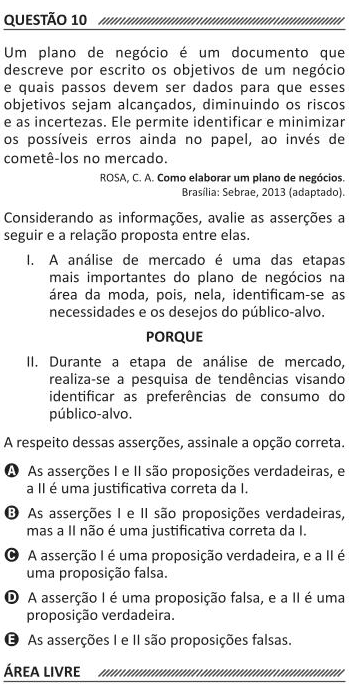 QUESTÃO 10
Um plano de negócio é um documento que
descreve por escrito os objetivos de um negócio
e quais passos devem ser dados para que esses
objetivos sejam alcançados, diminuindo os riscos
e as incertezas. Ele permite identificar e minimizar
os possíveis erros ainda no papel, ao invés de
cometê-los no mercado.
ROSA, C. A. Como elaborar um plano de negócios.
Brasília: Sebrae, 2013 (adaptado).
Considerando as informações, avalie as asserções a
seguir e a relação proposta entre elas.
I. A análise de mercado é uma das etapas
mais importantes do plano de negócios na
área da moda, pois, nela, identificam-se as
necessidades e os desejos do público-alvo.
PORQUE
II. Durante a etapa de análise de mercado,
realiza-se a pesquisa de tendências visando
identificar as preferências de consumo do
público-alvo.
A respeito dessas asserções, assinale a opção correta.
A As asserções I e II são proposições verdadeiras, e
a II é uma justificativa correta da I.
B As asserções I e II são proposições verdadeiras,
mas a II não é uma justificativa correta da I.
C A asserção I é uma proposição verdadeira, e a II é
uma proposição falsa.
D A asserção I é uma proposição falsa, e a II é uma
proposição verdadeira.
E As asserções I e II são proposições falsas.
ÁREA LIVRE